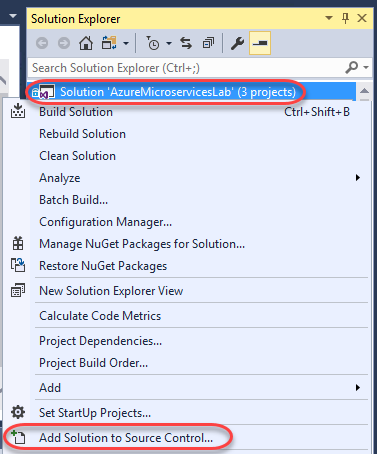 Solution Explorer
Search Solution Explorer (Ctrl+;)
Solution 'AzureMicroservicesLab' (3 projects)
Build Solution Ctrl+Shift+B
Rebuild Solution
Clean Solution
Analyze
Batch Build...
Configuration Manager...
Manage NuGet Packages for Solution...
Restore NuGet Packages
New Solution Explorer View
Calculate Code Metrics
Project Dependencies...
Project Build Order...
Add
Set StartUp Projects...
Add Solution to Source Control...